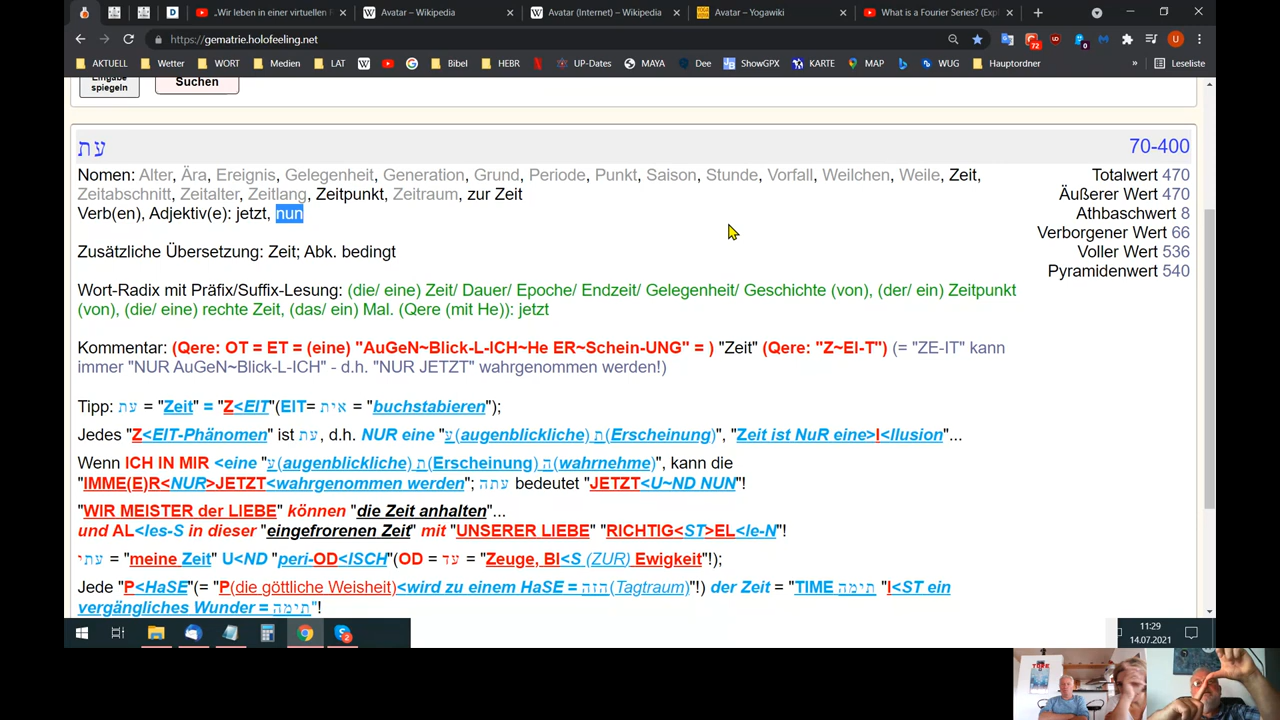 „Wir leben in einer virtuellen R
Avatar – Wikipedia
Avatar (Internet) – Wikipedia
Avatar – Yogawiki
What is a Fourier Series? (Exp
https://gematrie.holofeeling.net
72
0
U
AKTUELL Wetter WORT Medien LAT Bibel HEBR UP-Dates MAYA Dee ShowGPX KARTE MAP WUG Hauptordner » Leseliste
Eingabe spiegeln
Suchen
עת 70-400
Nomen: Alter, Ära, Ereignis, Gelegenheit, Generation, Grund, Periode, Punkt, Saison, Stunde, Vorfall, Weilchen, Weile, Zeit,
Zeitabschnitt, Zeitalter, Zeitlang, Zeitpunkt, Zeitraum, zur Zeit
Verb(en), Adjektiv(e): jetzt, nun
Totalwert 470
Äußerer Wert 470
Athbaschwert 8
Verborgener Wert 66
Voller Wert 536
Pyramidenwert 540
Zusätzliche Übersetzung: Zeit; Abk. bedingt
Wort-Radix mit Präfix/Suffix-Lesung: (die/ eine) Zeit/ Dauer/ Epoche/ Endzeit/ Gelegenheit/ Geschichte (von), (der/ ein) Zeitpunkt
(von), (die/ eine) rechte Zeit, (das/ ein) Mal. (Qere (mit He)): jetzt
Kommentar: (Qere: OT = ET = (eine) "AuGeN~Blick-L-ICH~He ER~Schein-UNG" = ) "Zeit" (Qere: "Z~EI-T") (= "ZE-IT" kann
immer "NUR AuGeN~Blick-L-ICH" - d.h. "NUR JETZT" wahrgenommen werden!)
Tipp: עת = "Zeit" = "Z<EIT"(EIT= אית = "buchstabieren");
Jedes "Z<EIT-Phänomen" ist עת, d.h. NUR eine "ע(augenblickliche) ת(Erscheinung)", "Zeit ist NuR eine>I<llusion"...
Wenn ICH IN MIR <eine "ע(augenblickliche) ת(Erscheinung) ה(wahrnehme)", kann die
"IMME(E)R<NUR>JETZT<wahrgenommen werden"; עתה bedeutet "JETZT<U~ND NUN"!
"WIR MEISTER der LIEBE" können "die Zeit anhalten"...
und AL<les-S in dieser "eingefrorenen Zeit" mit "UNSERER LIEBE" "RICHTIG<ST>EL<le-N"!
עתי = "meine Zeit" U<ND "peri-OD<ISCH"(OD = עד = "Zeuge, BI<S (ZUR) Ewigkeit"!);
Jede "P<HaSE"(= "P(die göttliche Weisheit)<wird zu einem HaSE = הזה(Tagtraum)"!) der Zeit = "TIME תימה "I<ST ein
vergängliches Wunder = תימה"!
11:29
14.07.2021